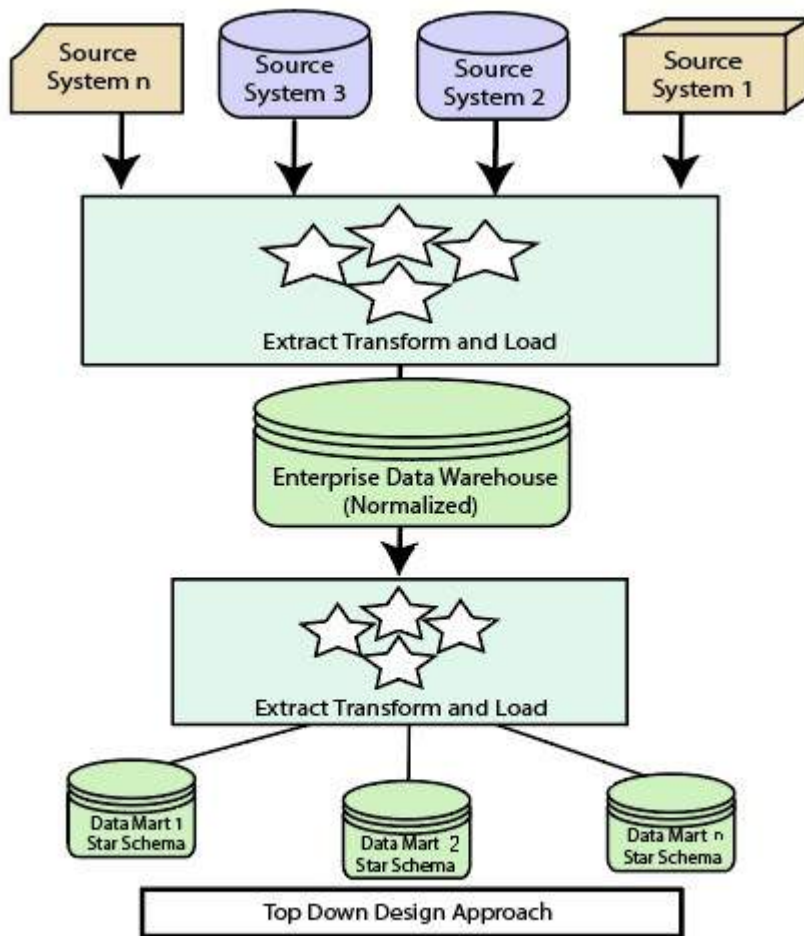 Source
System n
Source
System 3
Source
System 2
Source
System 1
Extract Transform and Load
Enterprise Data Warehouse
(Normalized)
Extract Transform and Load
Data Mart 1
Star Schema
Data Mart 2
Star Schema
Data Mart n
Star Schema
Top Down Design Approach